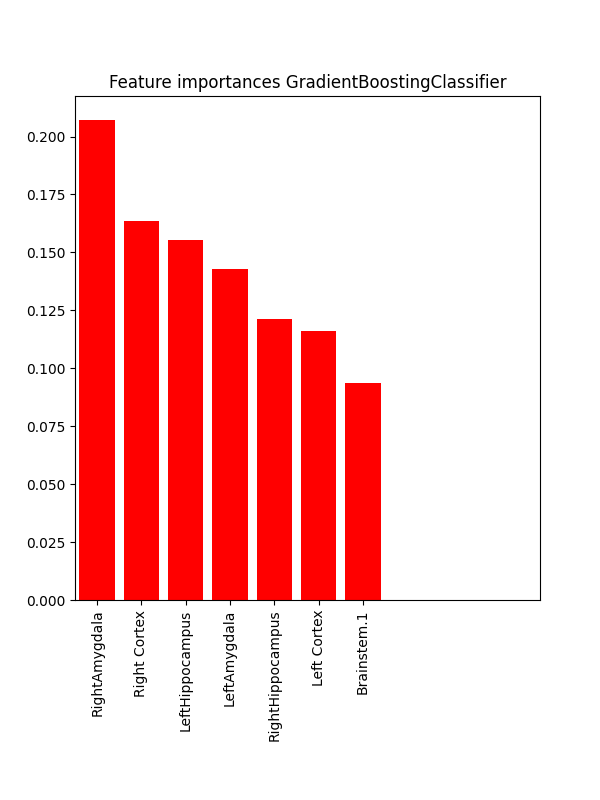 Feature importances GradientBoostingClassifier
0.200
0.175
0.150
0.125
0.100
0.075
0.050
0.025
0.000
RightAmygdala
Right Cortex
LeftHippocampus
LeftAmygdala
RightHippocampus
Left Cortex
Brainstem.1